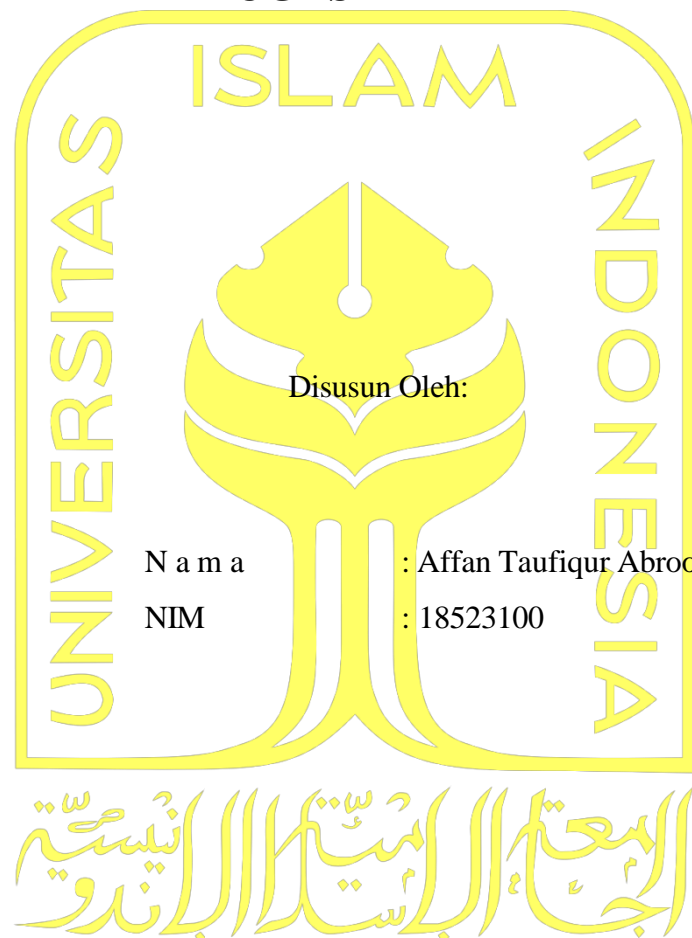 ISLAM
UNIVERSITAS
INDONESIA
Disusun Oleh:
N a m a : Affan Taufiqur
NIM : 18523100
الجامعة الإسلامية الإندونيسية